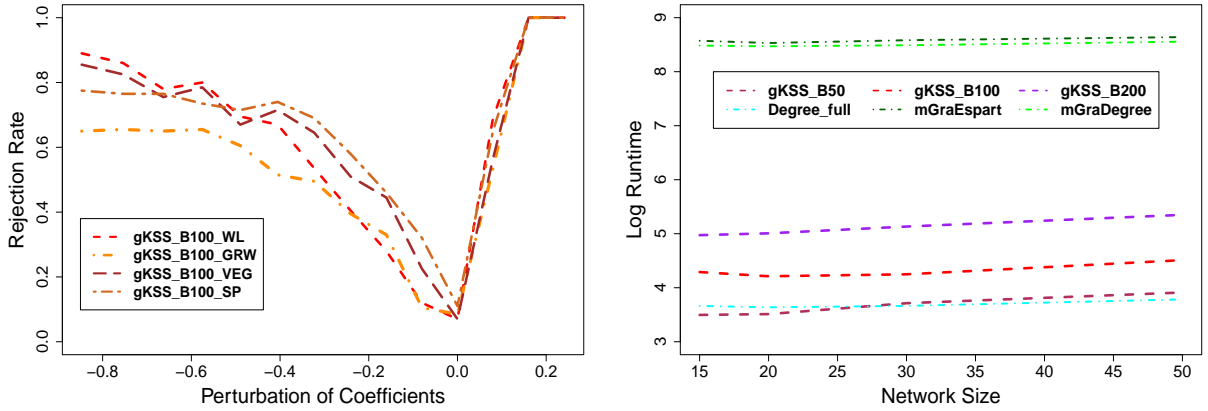 Rejection Rate
1.0
0.8
0.6
0.4
0.2
0.0
gKSS_B100_WL
gKSS_B100_GRW
gKSS_B100_VEG
gKSS_B100_SP
−0.8 −0.6 −0.4 −0.2 0.0 0.2
Perturbation of Coefficients
Log Runtime
9
8
7
6
5
4
3
gKSS_B50 gKSS_B100 gKSS_B200
Degree_full mGraEspart mGraDegree
15 20 25 30 35 40 45 50
Network Size